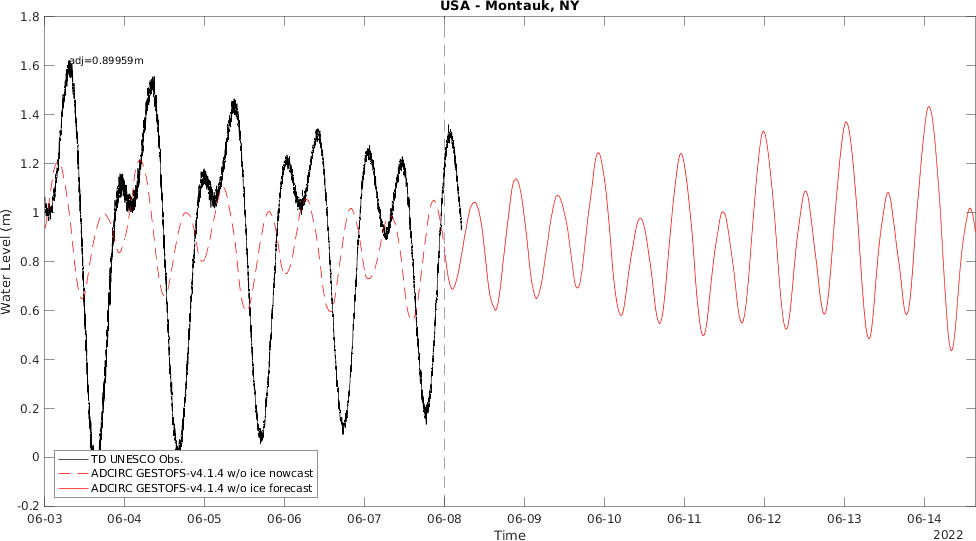 USA - Montauk, NY
1.8
1.6
1.4
1.2
1
0.8
0.6
0.4
0.2
0
-0.2
Water Level (m)
adj=0.89959m
TD UNESCO Obs.
ADCIRC GESTOFS-v4.1.4 w/o ice nowcast
ADCIRC GESTOFS-v4.1.4 w/o ice forecast
06-03 06-04 06-05 06-06 06-07 06-08 06-09 06-10 06-11 06-12 06-13 06-14
Time
2022